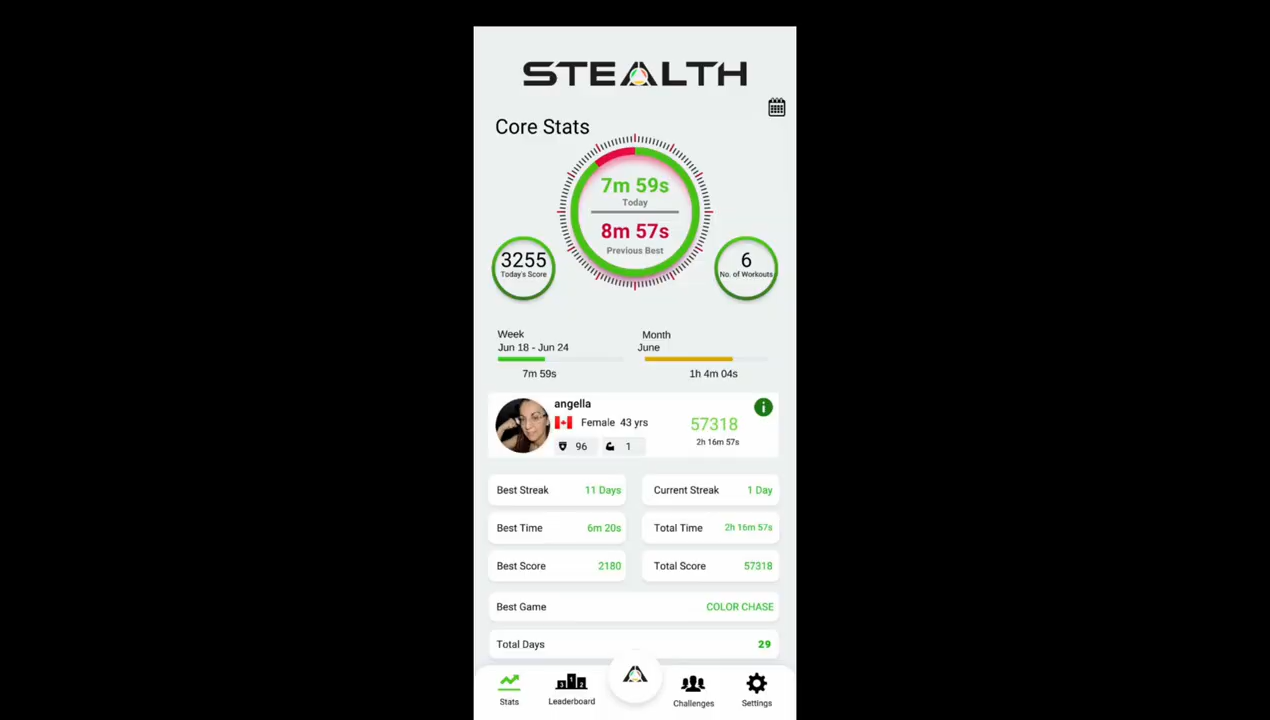 STEALTH
Core Stats
7m 59s
Today
8m 57s
Previous Best
3255
Today's Score
6
No. of Workouts
Week
Jun 18 - Jun 24
7m 59s
Month
June
1h 4m 04s
angella
Female 43 yrs
96 1
57318
2h 16m 57s
i
Best Streak 11 Days
Current Streak 1 Day
Best Time 6m 20s
Total Time 2h 16m 57s
Best Score 2180
Total Score 57318
Best Game COLOR CHASE
Total Days 29
3 1 2
Stats Leaderboard Challenges Settings